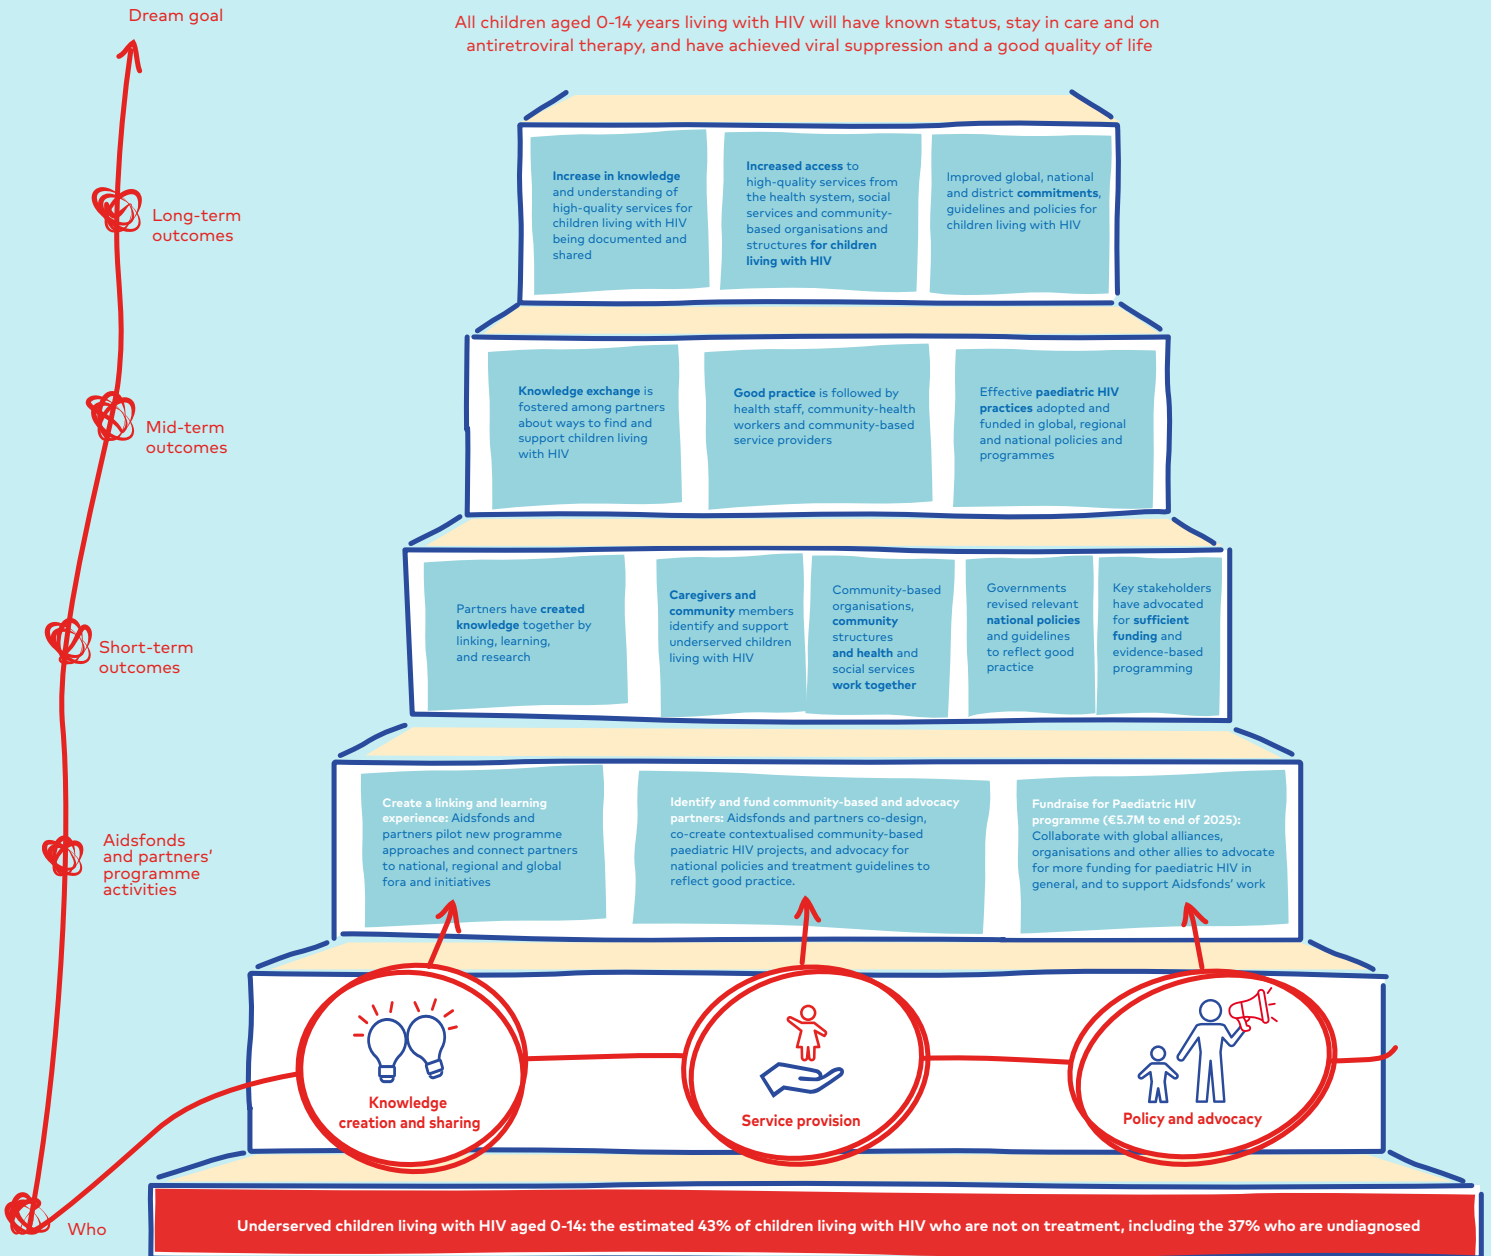 Dream goal
All children aged 0-14 years living with HIV will have known status, stay in care and on
antiretroviral therapy, and have achieved viral suppression and a good quality of life
Long-term
outcomes
Increase in knowledge
and understanding of
high-quality services for
children living with HIV
being documented and
shared
Increased access to
high-quality services from
the health system, social
services and community-
based organisations and
structures for children
living with HIV
Improved global, national
and district commitments,
guidelines and policies for
children living with HIV
Mid-term
outcomes
Knowledge exchange is
fostered among partners
about ways to find and
support children living
with HIV
Good practice is followed by
health staff, community-health
workers and community-based
service providers
Effective paediatric HIV
practices adopted and
funded in global, regional
and national policies and
programmes
Short-term
outcomes
Partners have created
knowledge together by
linking, learning,
and research
Caregivers and
community members
identify and support
underserved children
living with HIV
Community-based
organisations,
community
structures
and health and
social services
work together
Governments
revised relevant
national policies
and guidelines
to reflect good
practice
Key stakeholders
have advocated
for sufficient
funding and
evidence-based
programming
Aidsfonds
and partners’
programme
activities
Create a linking and learning
experience: Aidsfonds and
partners pilot new programme
approaches and connect partners
to national, regional and global
fora and initiatives
Identify and fund community-based and advocacy
partners: Aidsfonds and partners co-design,
co-create contextualised community-based
paediatric HIV projects, and advocacy for
national policies and treatment guidelines to
reflect good practice.
Fundraise for Paediatric HIV
programme (€5.7M to end of 2025):
Collaborate with global alliances,
organisations and other allies to advocate
for more funding for paediatric HIV in
general, and to support Aidsfonds’ work
Knowledge
creation and sharing
Service provision
Policy and advocacy
Who
Underserved children living with HIV aged 0-14: the estimated 43% of children living with HIV who are not on treatment, including the 37% who are undiagnosed